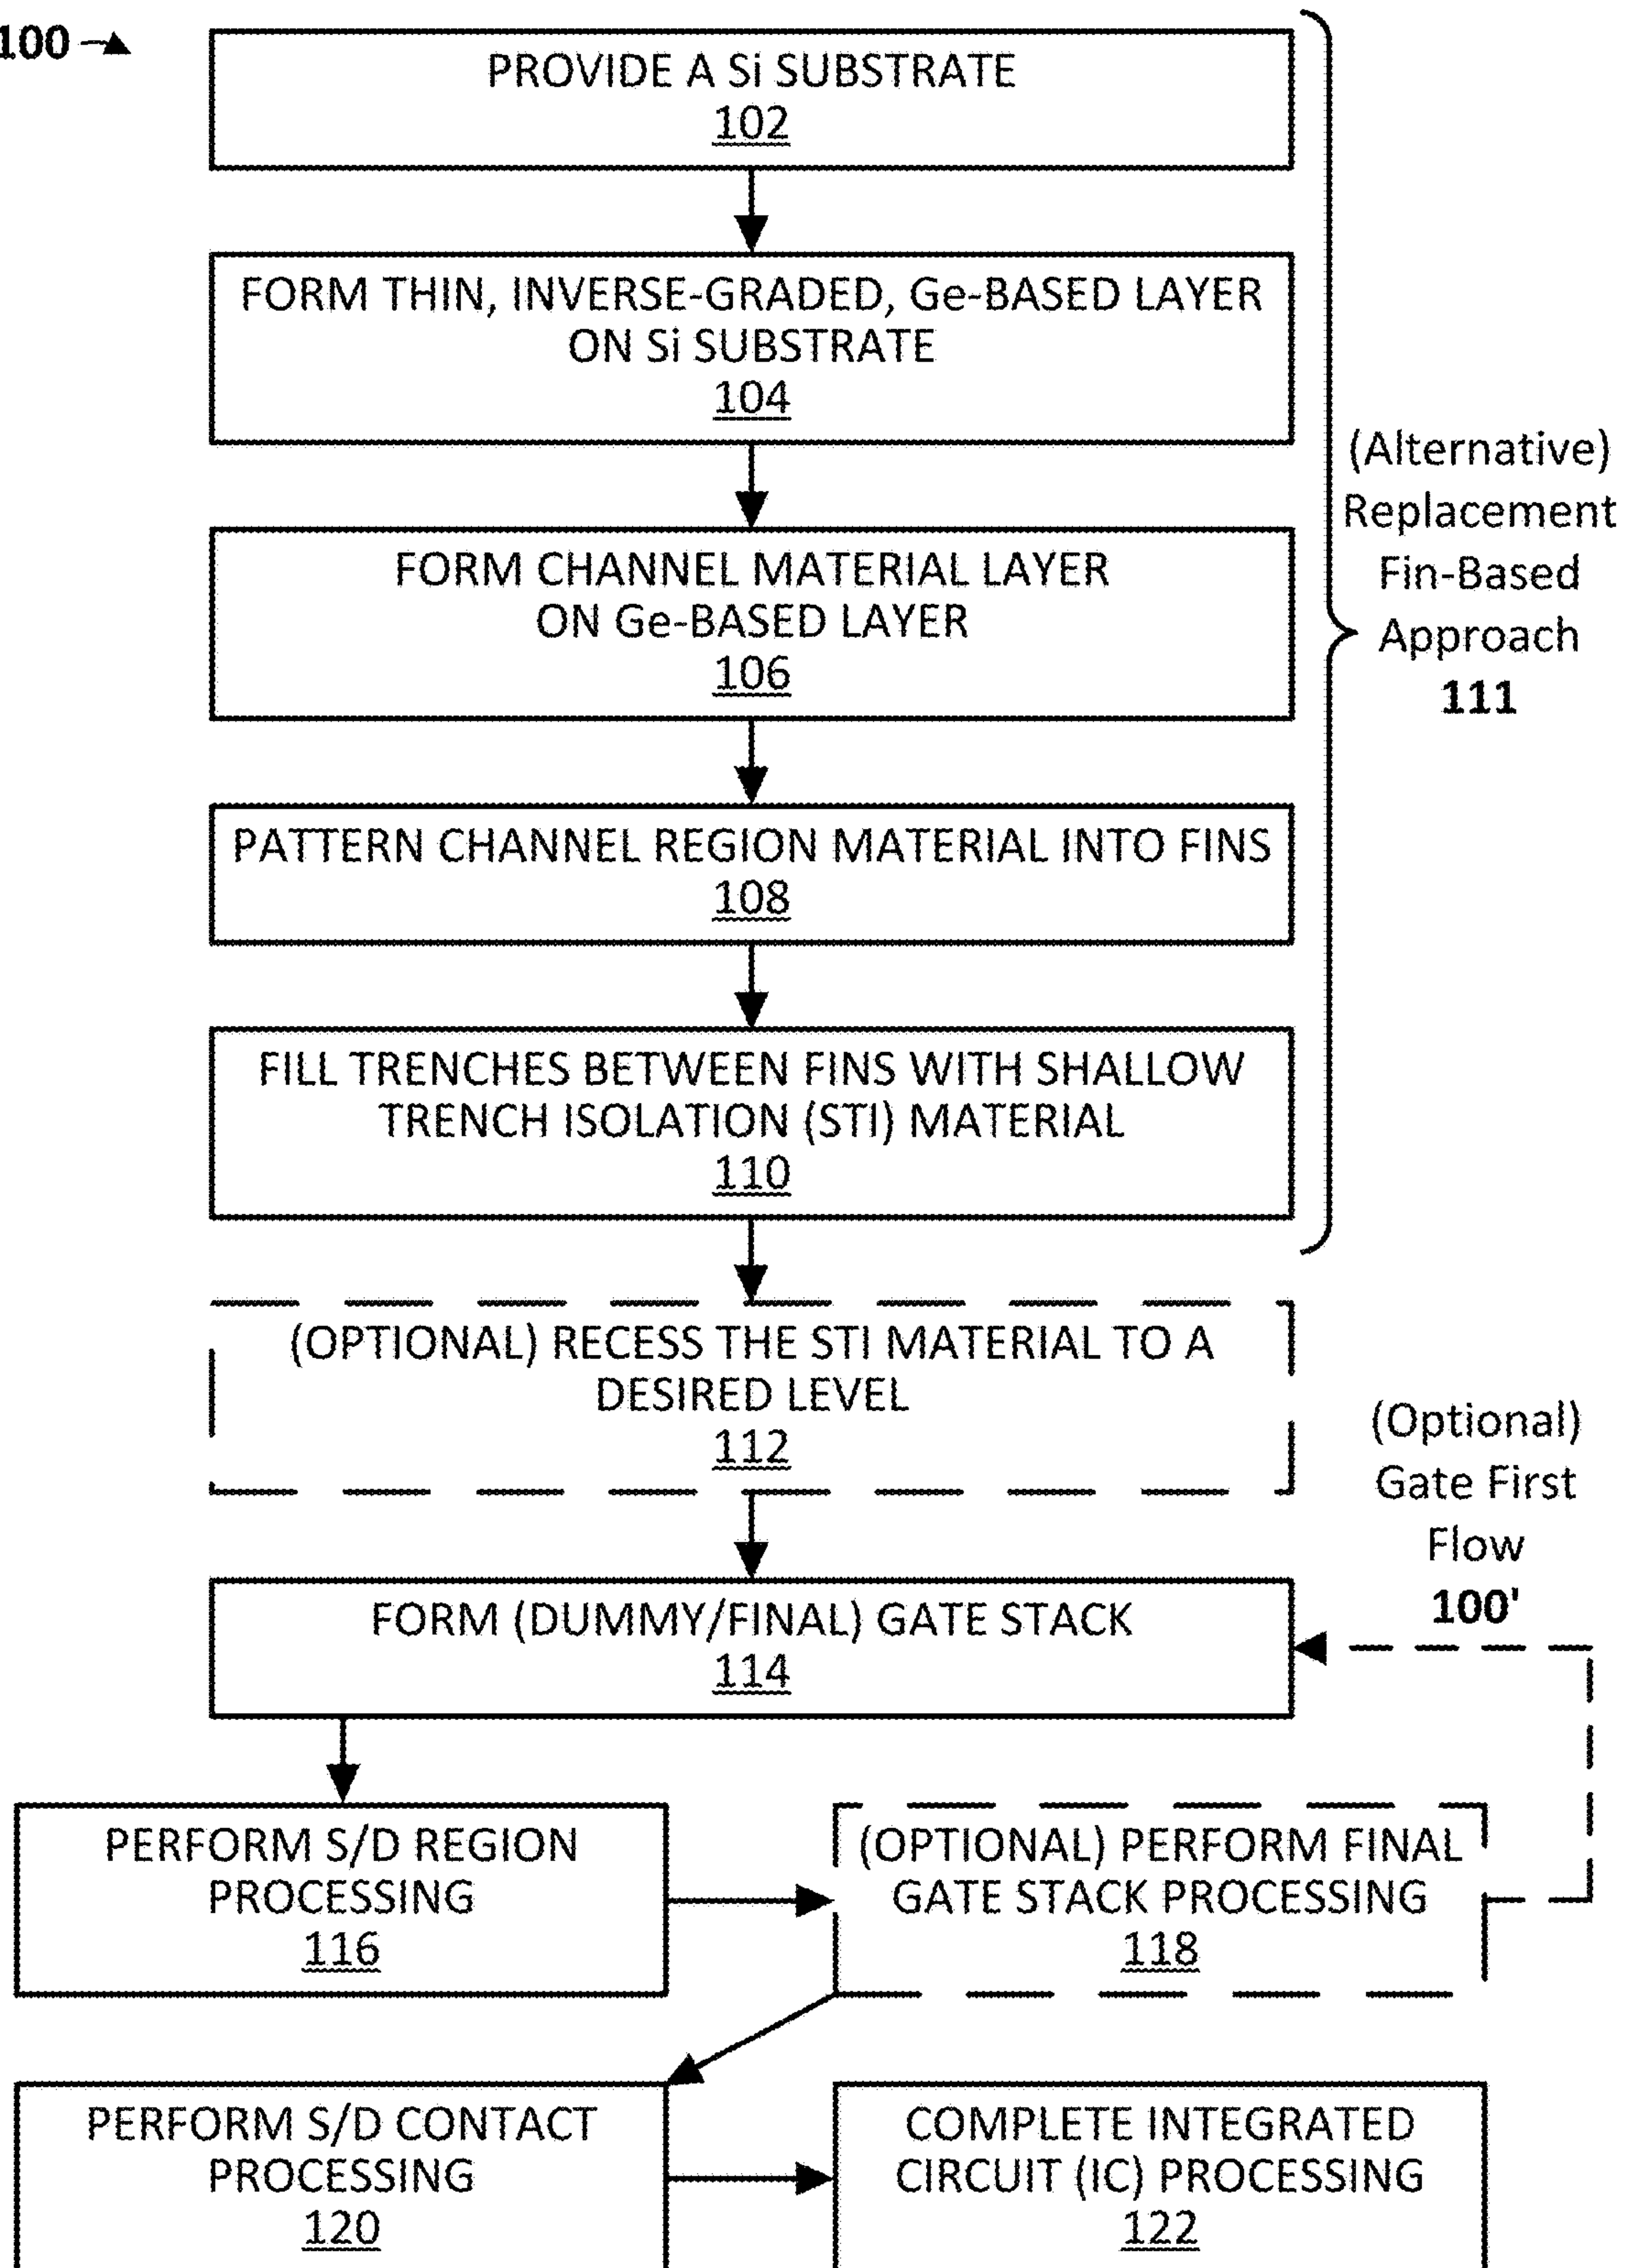 100
PROVIDE A Si SUBSTRATE
102
FORM THIN, INVERSE-GRADED, Ge-BASED LAYER
ON Si SUBSTRATE
104
FORM CHANNEL MATERIAL LAYER
ON Ge-BASED LAYER
106
PATTERN CHANNEL REGION MATERIAL INTO FINS
108
FILL TRENCHES BETWEEN FINS WITH SHALLOW
TRENCH ISOLATION (STI) MATERIAL
110
(Alternative)
Replacement
Fin-Based
Approach
111
(OPTIONAL) RECESS THE STI MATERIAL TO A
DESIRED LEVEL
112
(Optional)
Gate First
Flow
100'
FORM (DUMMY/FINAL) GATE STACK
114
PERFORM S/D REGION
PROCESSING
116
(OPTIONAL) PERFORM FINAL
GATE STACK PROCESSING
118
PERFORM S/D CONTACT
PROCESSING
120
COMPLETE INTEGRATED
CIRCUIT (IC) PROCESSING
122